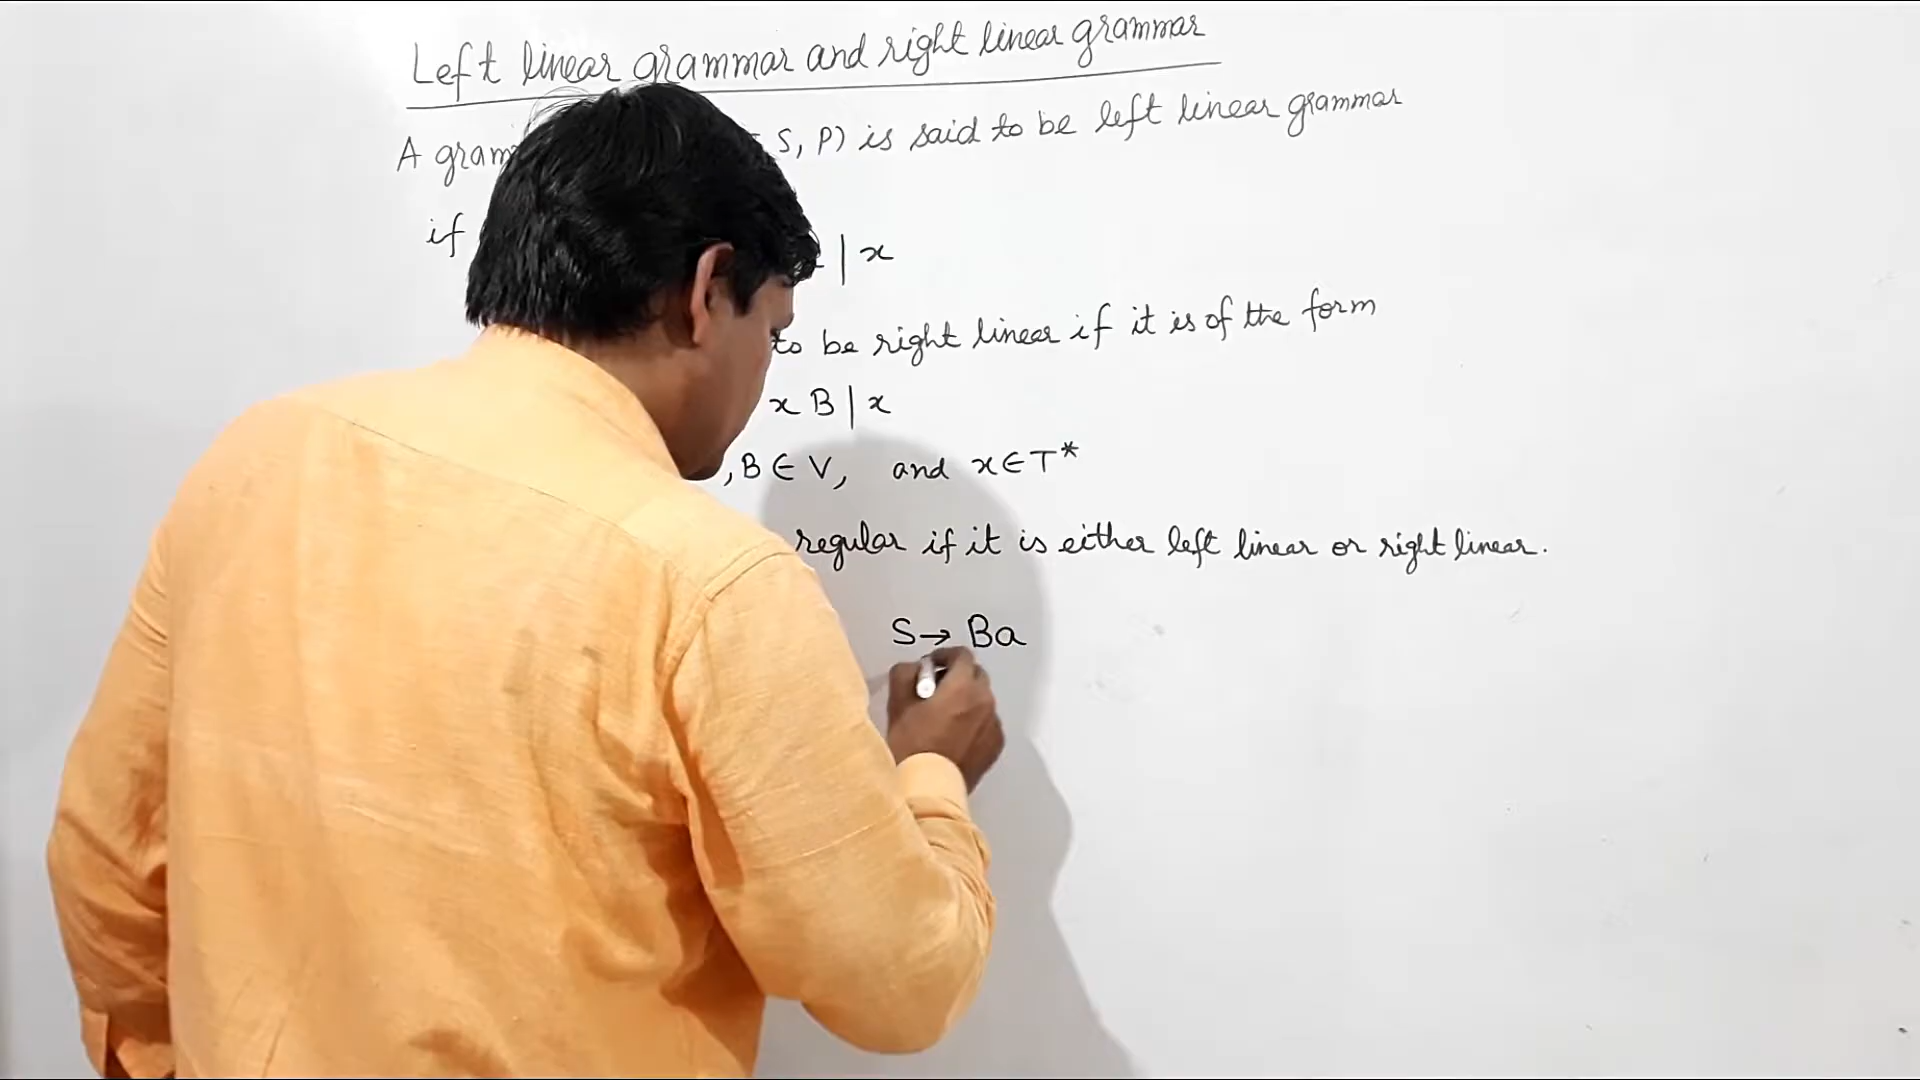 Left linear grammar and right linear grammar
A S, P) is said to be left linear grammar
if | x
to be right linear if it is of the form
x B | x
, B ∈ V, and x ∈ T*
regular if it is either left linear or right linear.
S → Ba